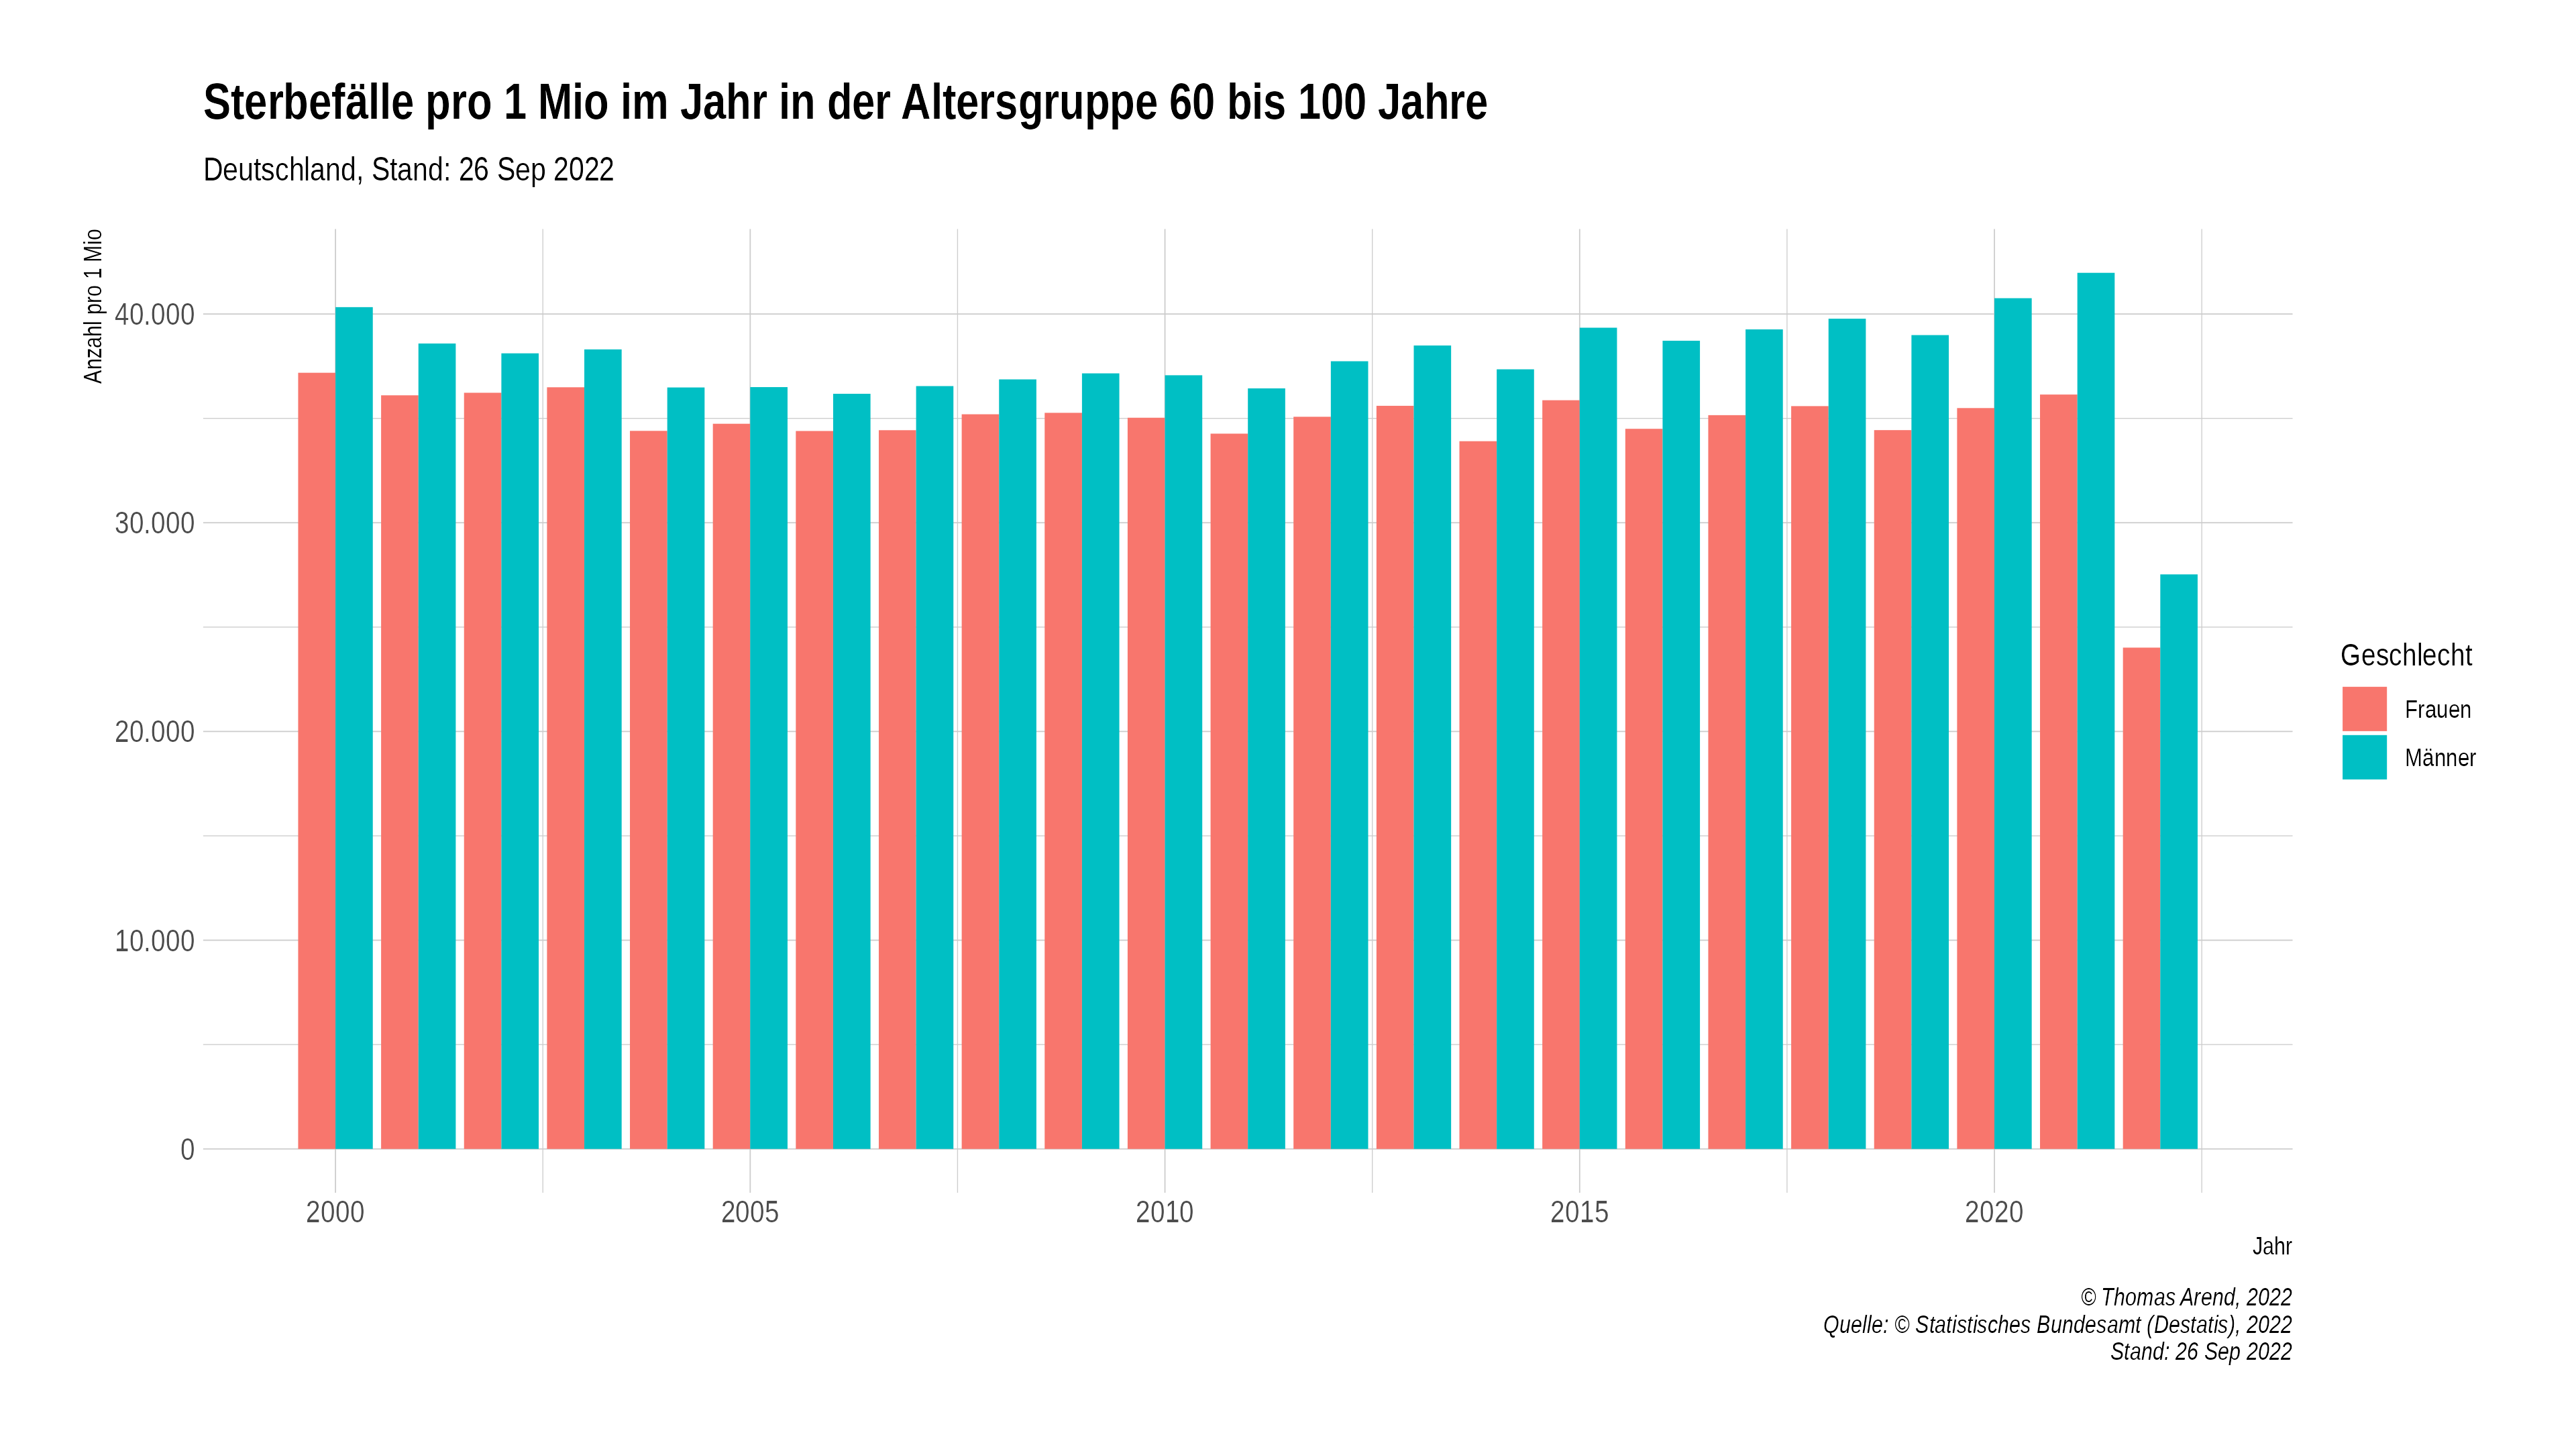 Sterbefälle pro 1 Mio im Jahr in der Altersgruppe 60 bis 100 Jahre
Deutschland, Stand: 26 Sep 2022
Anzahl pro 1 Mio
40.000
30.000
20.000
10.000
0
2000
2005
2010
2015
2020
Jahr
Geschlecht
Frauen
Männer
© Thomas Arend, 2022
Quelle: © Statistisches Bundesamt (Destatis), 2022
Stand: 26 Sep 2022